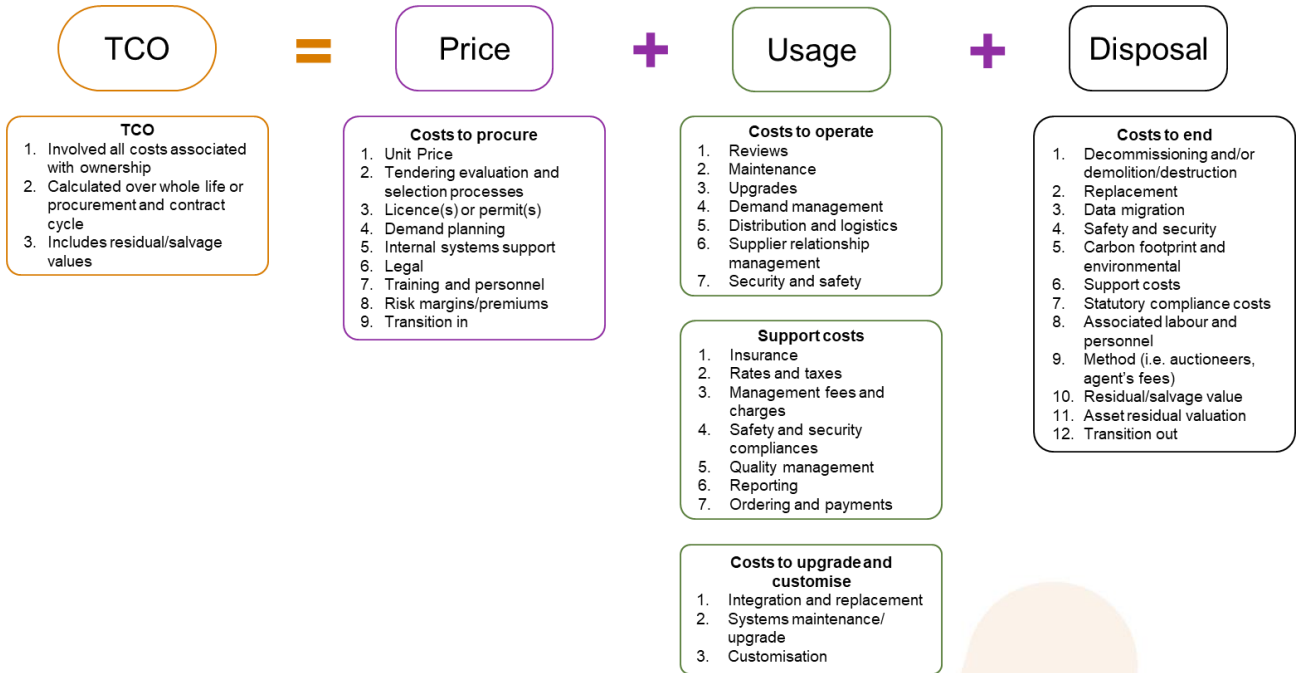 TCO
=
Price
+
Usage
+
Disposal
TCO
1. Involved all costs associated
with ownership
2. Calculated over whole life or
procurement and contract
cycle
3. Includes residual/salvage
values
Costs to procure
1. Unit Price
2. Tendering evaluation and
selection processes
3. Licence(s) or permit(s)
4. Demand planning
5. Internal systems support
6. Legal
7. Training and personnel
8. Risk margins/premiums
9. Transition in
Costs to operate
1. Reviews
2. Maintenance
3. Upgrades
4. Demand management
5. Distribution and logistics
6. Supplier relationship
management
7. Security and safety
Support costs
1. Insurance
2. Rates and taxes
3. Management fees and
charges
4. Safety and security
compliances
5. Quality management
6. Reporting
7. Ordering and payments
Costs to upgrade and
customise
1. Integration and replacement
2. Systems maintenance/
upgrade
3. Customisation
Costs to end
1. Decommissioning and/or
demolition/destruction
2. Replacement
3. Data migration
4. Safety and security
5. Carbon footprint and
environmental
6. Support costs
7. Statutory compliance costs
8. Associated labour and
personnel
9. Method (i.e. auctioneers,
agent's fees)
10. Residual/salvage value
11. Asset residual valuation
12. Transition out